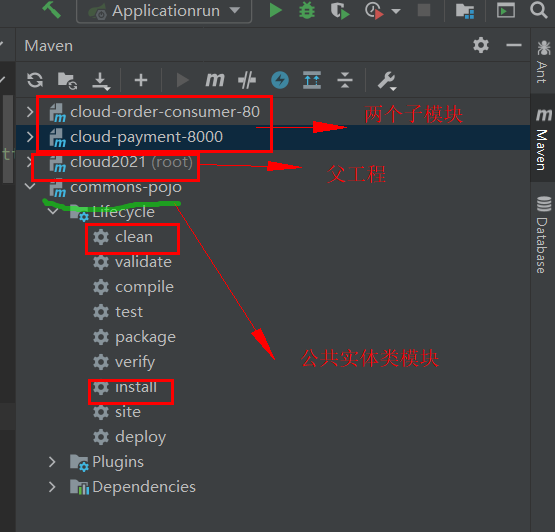 Applicationrun
Maven
cloud-order-consumer-80
两个子模块
cloud-payment-8000
cloud2021 (root)
父工程
commons-pojo
Lifecycle
clean
validate
compile
test
package
verify
公共实体类模块
install
site
deploy
Plugins
Dependencies
Ant
Maven
Database